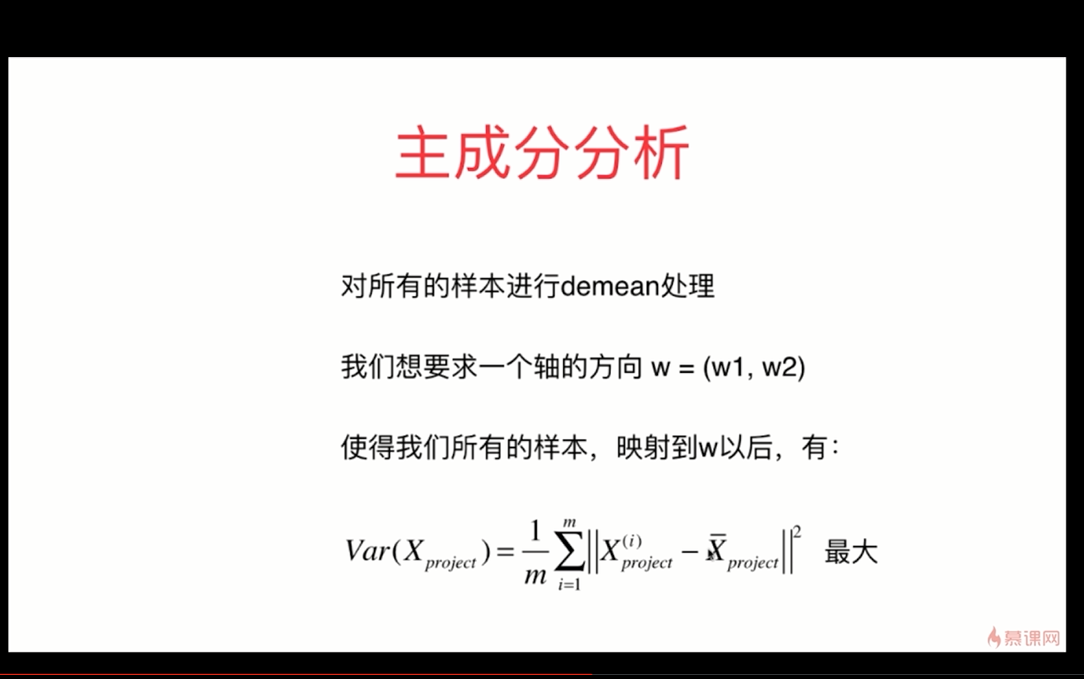 主成分分析
对所有的样本进行demean处理
我们想要求一个轴的方向 w = (w1, w2)
使得我们所有的样本，映射到w以后，有：
$Var(X_{project}) = \frac{1}{m}\sum_{i=1}^{m}||X_{project}^{(i)} - \overline{X}_{project}||^2$ 最大
慕课网